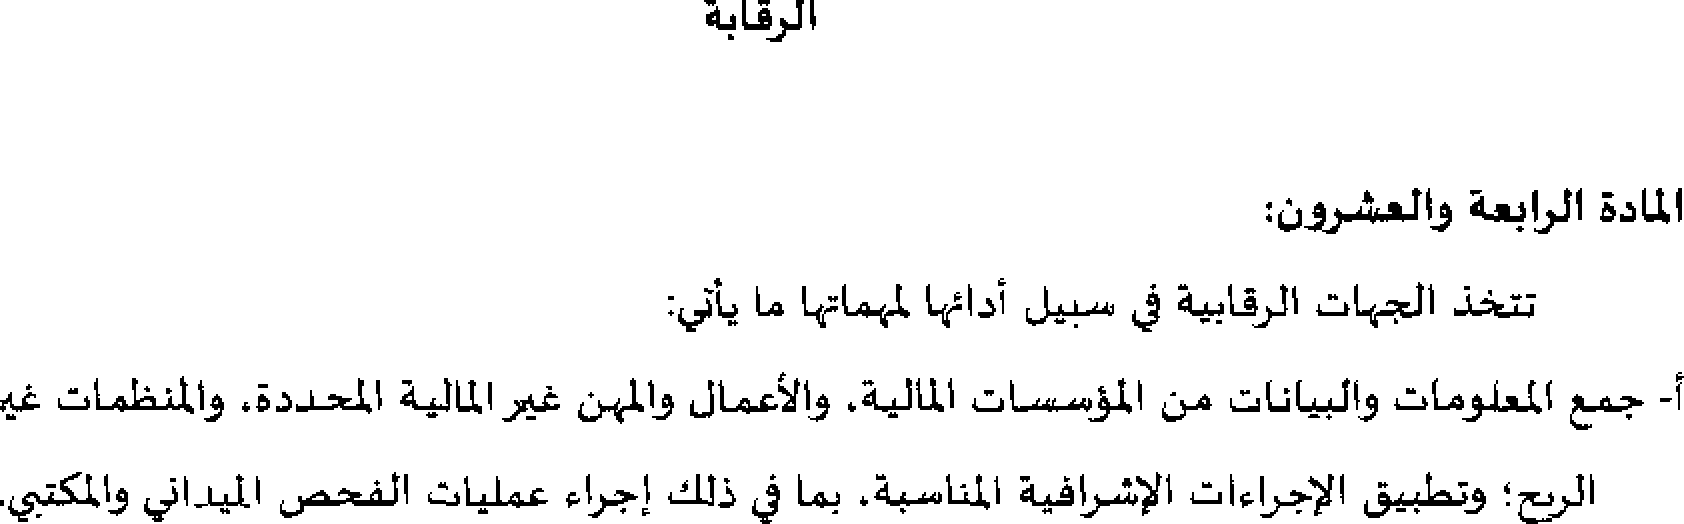 الرقابة
المادة الرابعة والعشرون:
تتخذ الجهات الرقابية في سبيل أدائها لمهماتها ما يأتي:
أ- جمع المعلومات والبيانات من المؤسسات المالية، والأعمال والمهن غير المالية المحددة، والمنظمات غير
الربح؛ وتطبيق الإجراءات الإشرافية المناسبة، بما في ذلك إجراء عمليات الفحص الميداني والمكتبي،